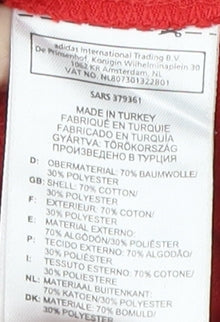 adidas International Trading B.V.
De Prinsenhof, Koningin Wilhelminaplein 30
1062 KR Amsterdam, NL
VAT NO. NL807301322B01
SARS 379361
MADE IN TURKEY
FABRIQUÉ EN TURQUIE
FABRICADO EN TURQUÍA
GYÁRTVA: TÖRÖKORSZÁG
ПРОИЗВЕДЕНО В ТУРЦИИ
D: OBERMATERIAL: 70% BAUMWOLLE/
30% POLYESTER
GB: SHELL: 70% COTTON/
30% POLYESTER
F: EXTERIEUR: 70% COTON/
30% POLYESTER
E: MATERIAL EXTERNO:
70% ALGODÓN/30% POLIÉSTER
P: TECIDO EXTERNO: 70% ALGODÃO/
30% POLIÉSTER
I: TESSUTO ESTERNO: 70% COTONE/
30% POLIESTERE
NL: MATERIAAL BUITENKANT:
70% KATOEN/30% POLYESTER
DK: MATERIALE: 70% BOMULD/
30% POLYESTER